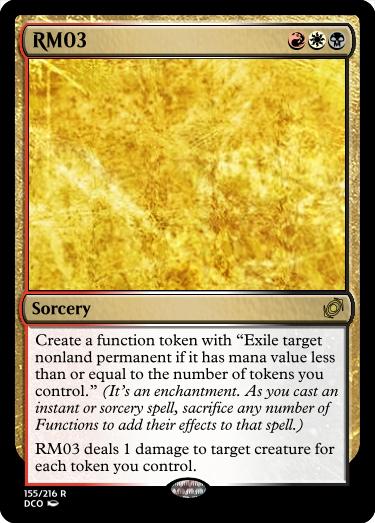 RM03
Sorcery
Create a function token with “Exile target
nonland permanent if it has mana value less
than or equal to the number of tokens you
control.” (It’s an enchantment. As you cast an
instant or sorcery spell, sacrifice any number of
Functions to add their effects to that spell.)
RM03 deals 1 damage to target creature for
each token you control.
155/216 R
DCO